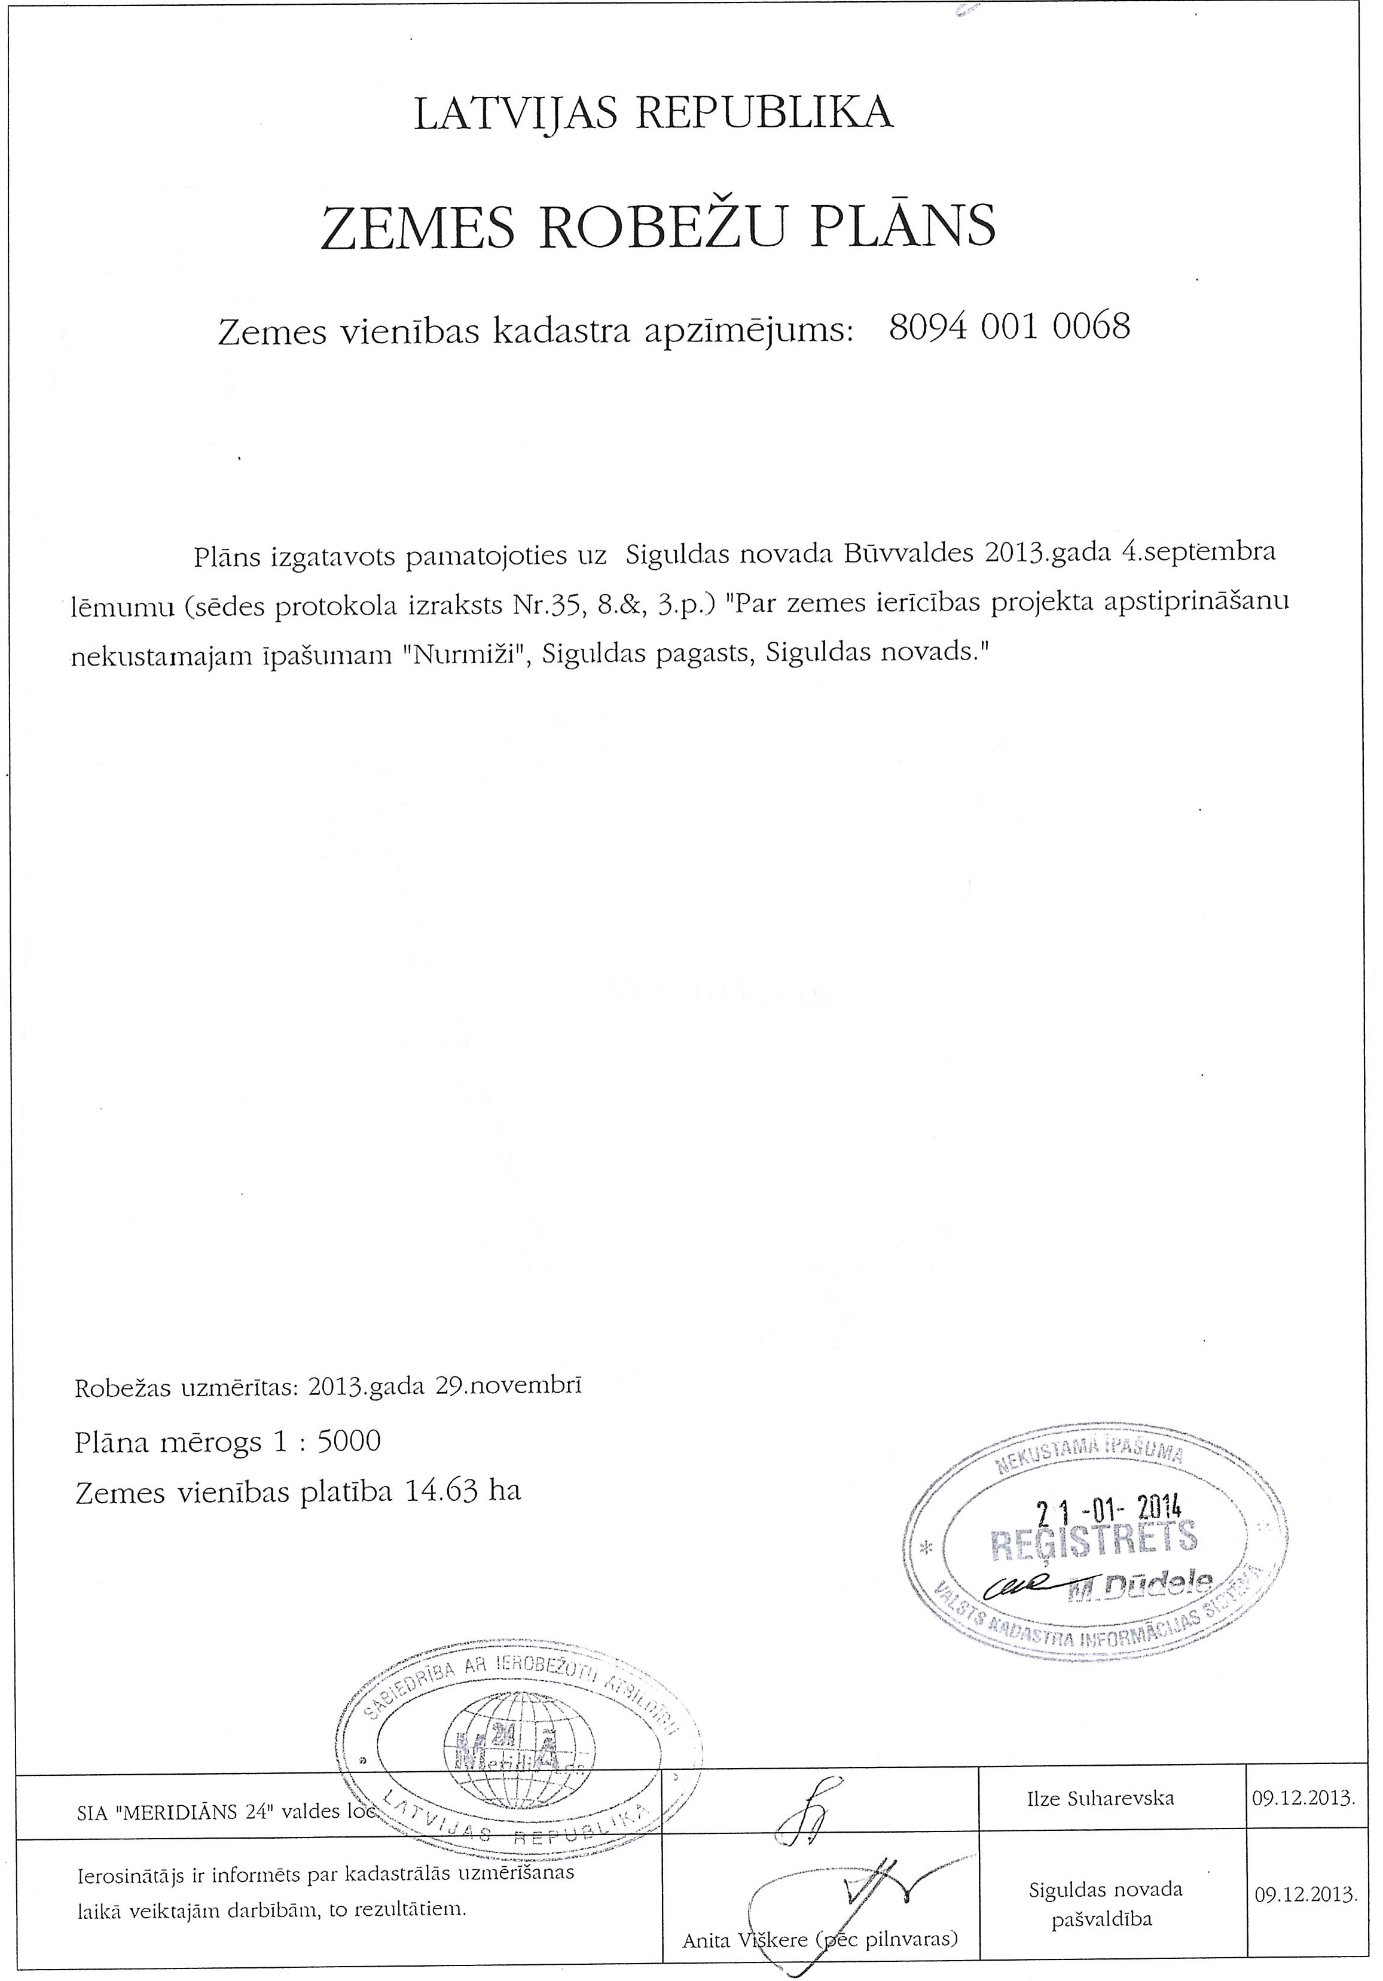 LATVIJAS REPUBLIKA
ZEMES ROBEŽU PLĀNS
Zemes vienības kadastra apzīmējums: 8094 001 0068
Plāns izgatavots pamatojoties uz Siguldas novada Būvvaldes 2013.gada 4.septembra
lēmumu (sēdes protokola izraksts Nr.35, 8.&, 3.p.) "Par zemes ierīcības projekta apstiprināšanu
nekustamajam īpašumam "Nurmiži", Siguldas pagasts, Siguldas novads."
Robežas uzmērītas: 2013.gada 29.novembrī
Plāna mērogs 1 : 5000
Zemes vienības platība 14.63 ha
NEKUSTAMĀ ĪPAŠUMA
21 -01- 2014
REĢISTRĒTS
M.Dūdele
VALSTS KADASTRA INFORMĀCIJAS SISTĒMĀ
SABIEDRĪBA AR IEROBEŽOTU ATBILDĪBU
24
MeridiĀns
LATVIJAS REPUBLIKA
SIA "MERIDIĀNS 24" valdes loc.
Ilze Suharevska
09.12.2013.
Ierosinātājs ir informēts par kadastrālās uzmērīšanas
laikā veiktajām darbībām, to rezultātiem.
Anita Viškere (pēc pilnvaras)
Siguldas novada
pašvaldība
09.12.2013.